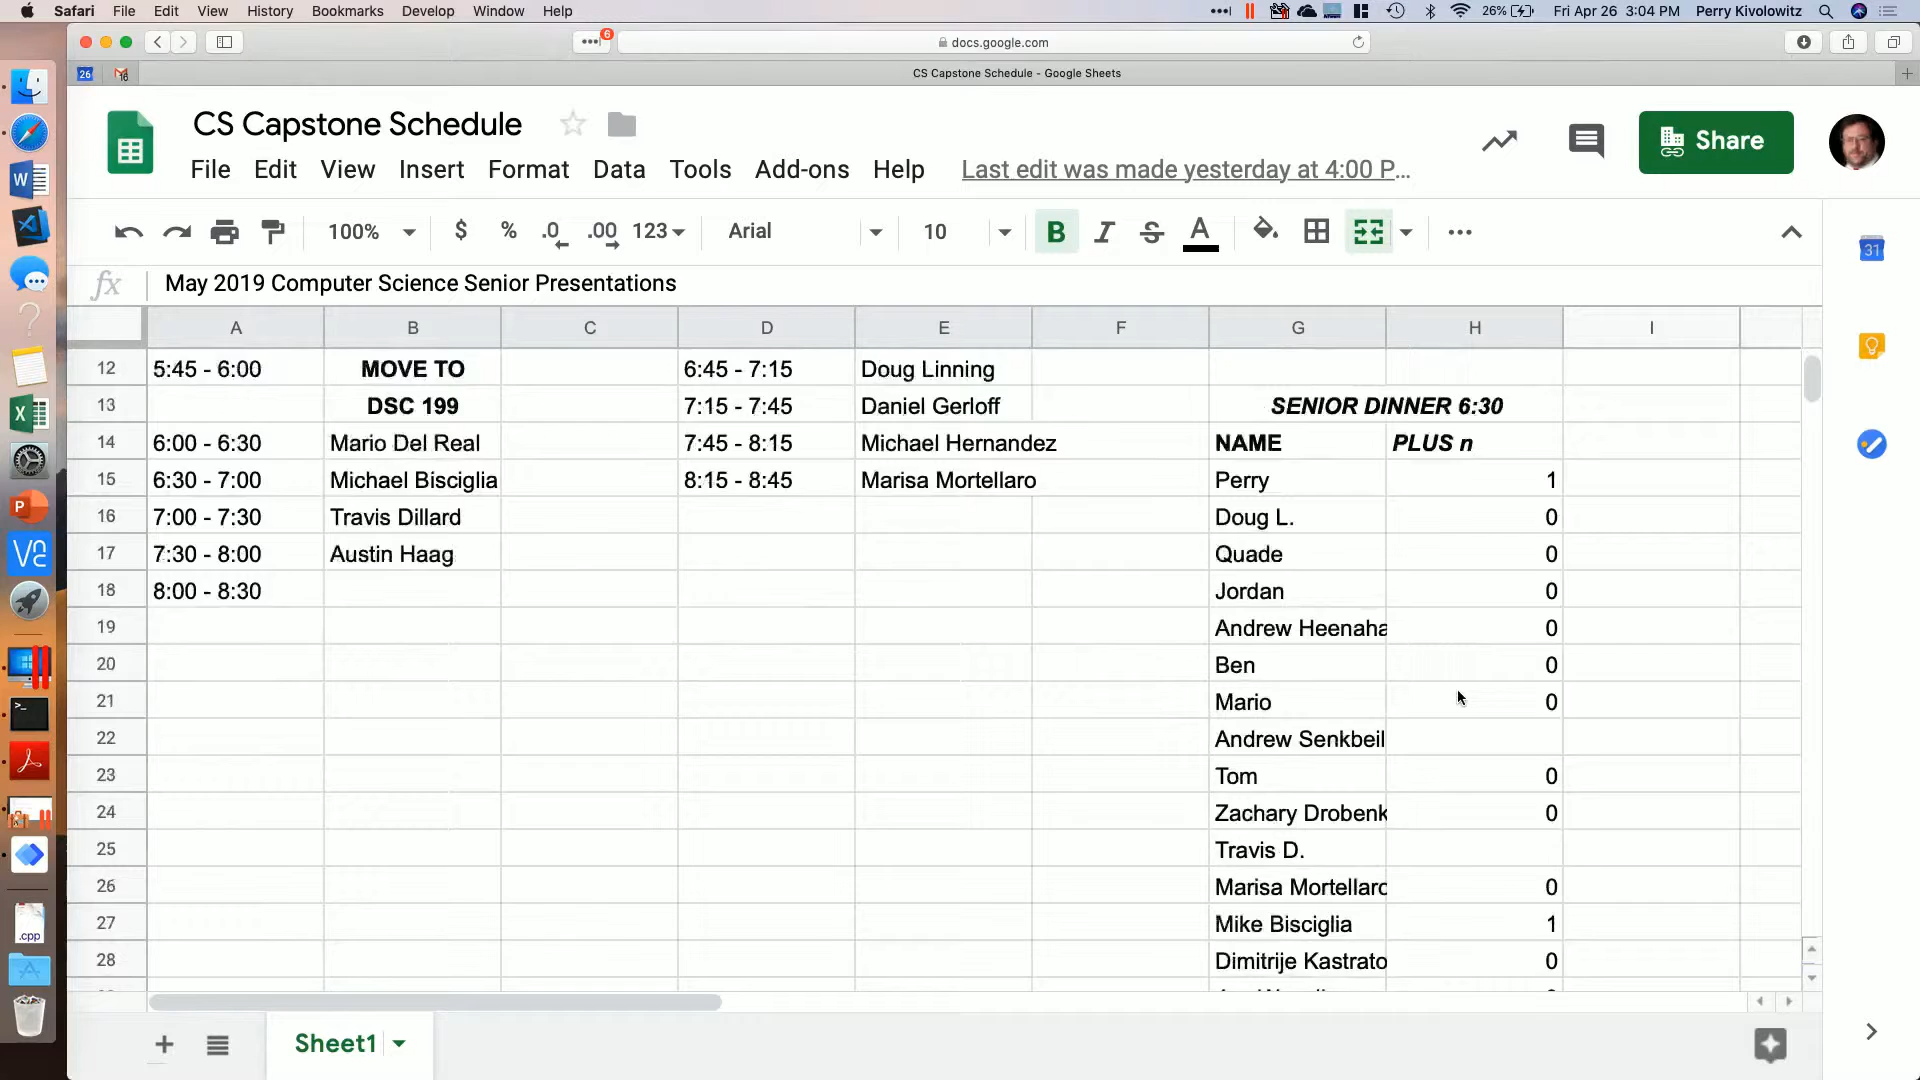 Safari File Edit View History Bookmarks Develop Window Help 26% Fri Apr 26 3:04 PM Perry Kivolowitz
6 docs.google.com
26 CS Capstone Schedule - Google Sheets
CS Capstone Schedule
Share
File Edit View Insert Format Data Tools Add-ons Help Last edit was made yesterday at 4:00 P...
100% $ % .0 .00 123 Arial 10 B I S A
31
fx May 2019 Computer Science Senior Presentations
A B C D E F G H I
12 5:45 - 6:00 MOVE TO 6:45 - 7:15 Doug Linning
13 DSC 199 7:15 - 7:45 Daniel Gerloff SENIOR DINNER 6:30
14 6:00 - 6:30 Mario Del Real 7:45 - 8:15 Michael Hernandez NAME PLUS n
15 6:30 - 7:00 Michael Bisciglia 8:15 - 8:45 Marisa Mortellaro Perry 1
16 7:00 - 7:30 Travis Dillard Doug L. 0
17 7:30 - 8:00 Austin Haag Quade 0
18 8:00 - 8:30 Jordan 0
19 Andrew Heenaha 0
20 Ben 0
21 Mario 0
22 Andrew Senkbeil
23 Tom 0
24 Zachary Drobenk 0
25 Travis D.
26 Marisa Mortellaro 0
27 Mike Bisciglia 1
28 Dimitrije Kastrato 0
Sheet1
.cpp